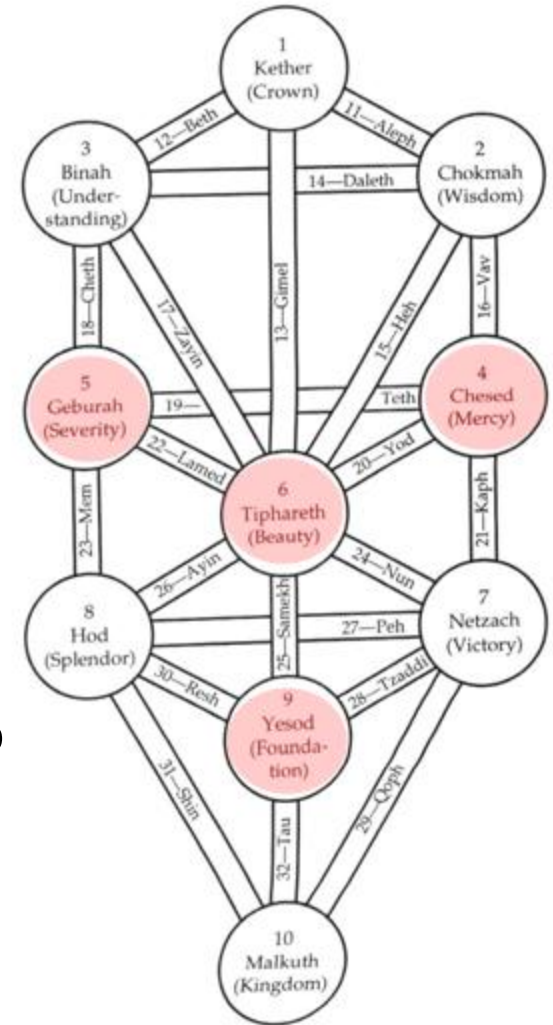 1
Kether
(Crown)
12—Beth
11—Aleph
3
Binah
(Under-
standing)
2
Chokmah
(Wisdom)
14—Daleth
18—Cheth
17—Zayin
13—Gimel
15—Heh
16—Vav
5
Geburah
(Severity)
19—
Teth
4
Chesed
(Mercy)
22—Lamed
20—Yod
6
Tiphareth
(Beauty)
23—Mem
21—Kaph
26—Ayin
24—Nun
8
Hod
(Splendor)
25—Samekh
27—Peh
7
Netzach
(Victory)
30—Resh
28—Tzaddi
9
Yesod
(Founda-
tion)
31—Shin
32—Tau
29—Qoph
10
Malkuth
(Kingdom)
)